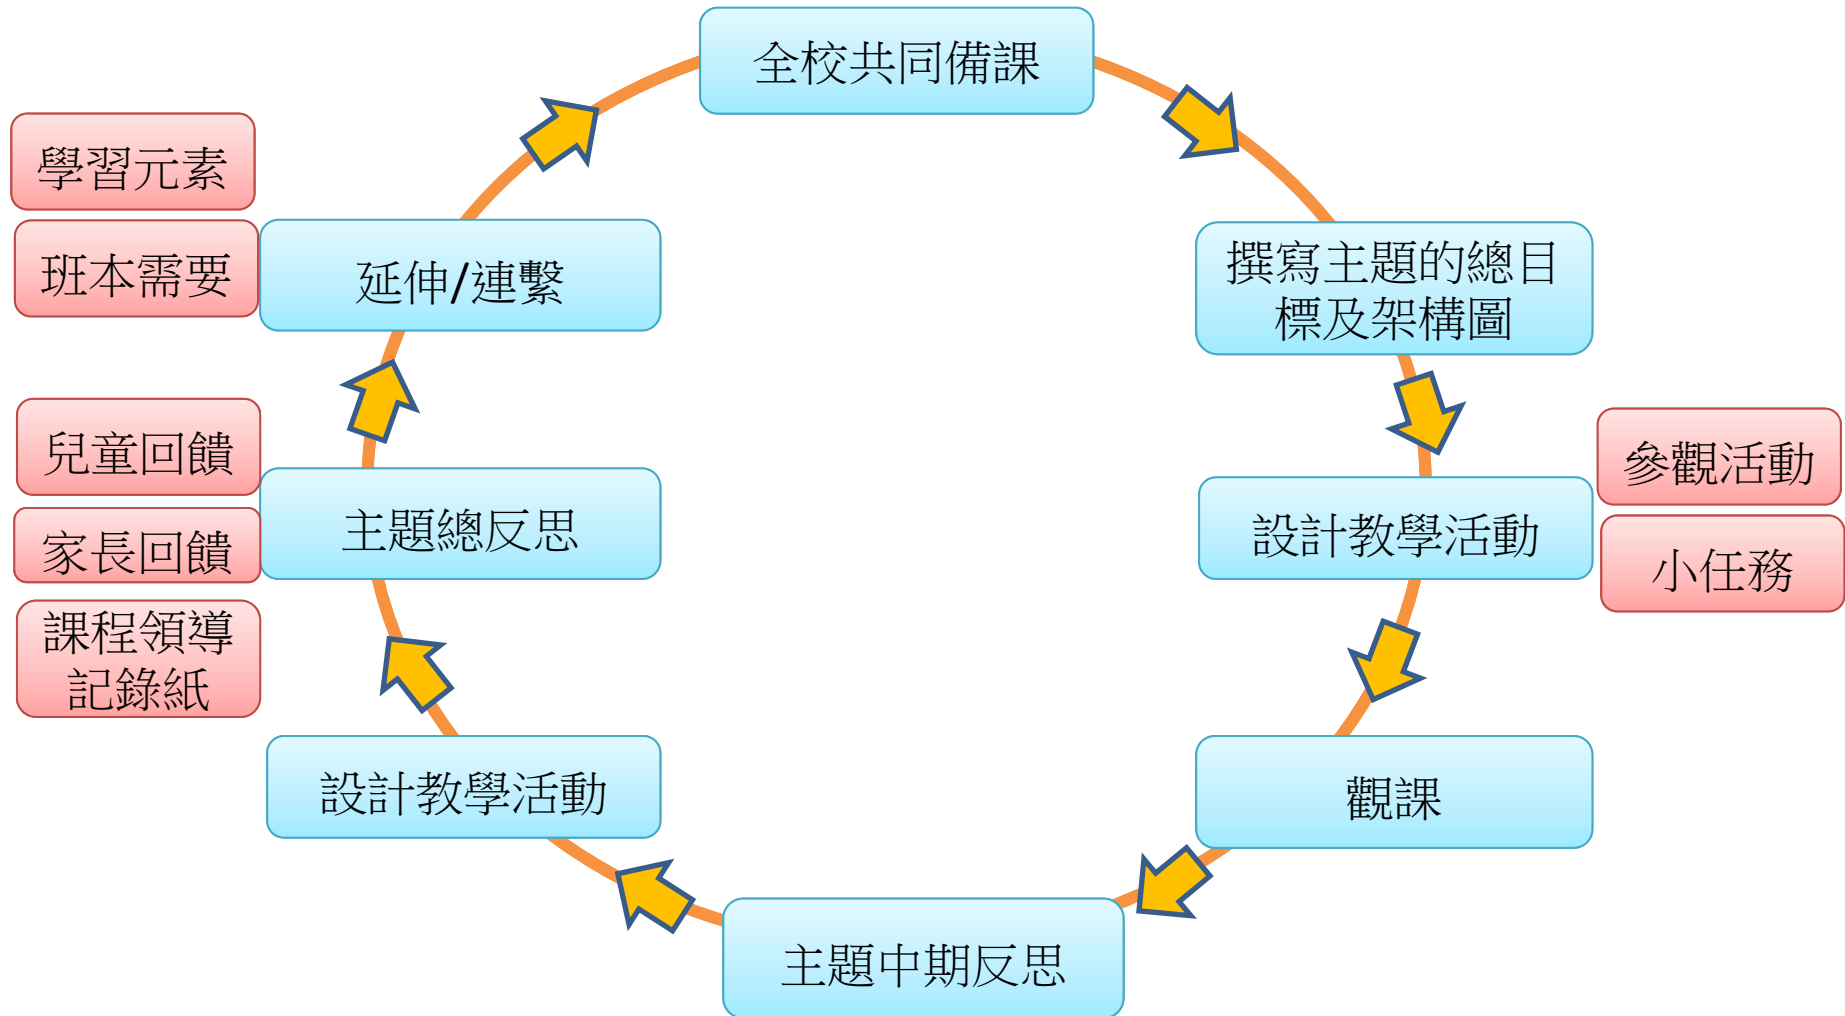 全校共同備課
學習元素
班本需要
延伸/連繫
撰寫主題的總目
標及架構圖
兒童回饋
家長回饋
課程領導
記錄紙
主題總反思
設計教學活動
參觀活動
小任務
設計教學活動
觀課
主題中期反思